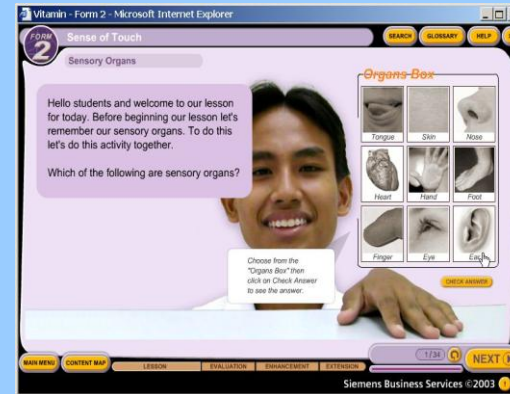 Vitamin - Form 2 - Microsoft Internet Explorer
FORM
2
Sense of Touch
SEARCH
GLOSSARY
HELP
Sensory Organs
Organs Box
Hello students and welcome to our lesson
for today. Before beginning our lesson let's
remember our sensory organs. To do this
let's do this activity together.
Which of the following are sensory organs?
Tongue
Skin
Nose
Heart
Hand
Foot
Finger
Eye
Ear
Choose from the
"Organs Box" then
click on Check Answer
to see the answer.
CHECK ANSWER
MAIN MENU
CONTENT MAP
LESSON
EVALUATION
ENHANCEMENT
EXTENSION
1/34
NEXT
Siemens Business Services ©2003